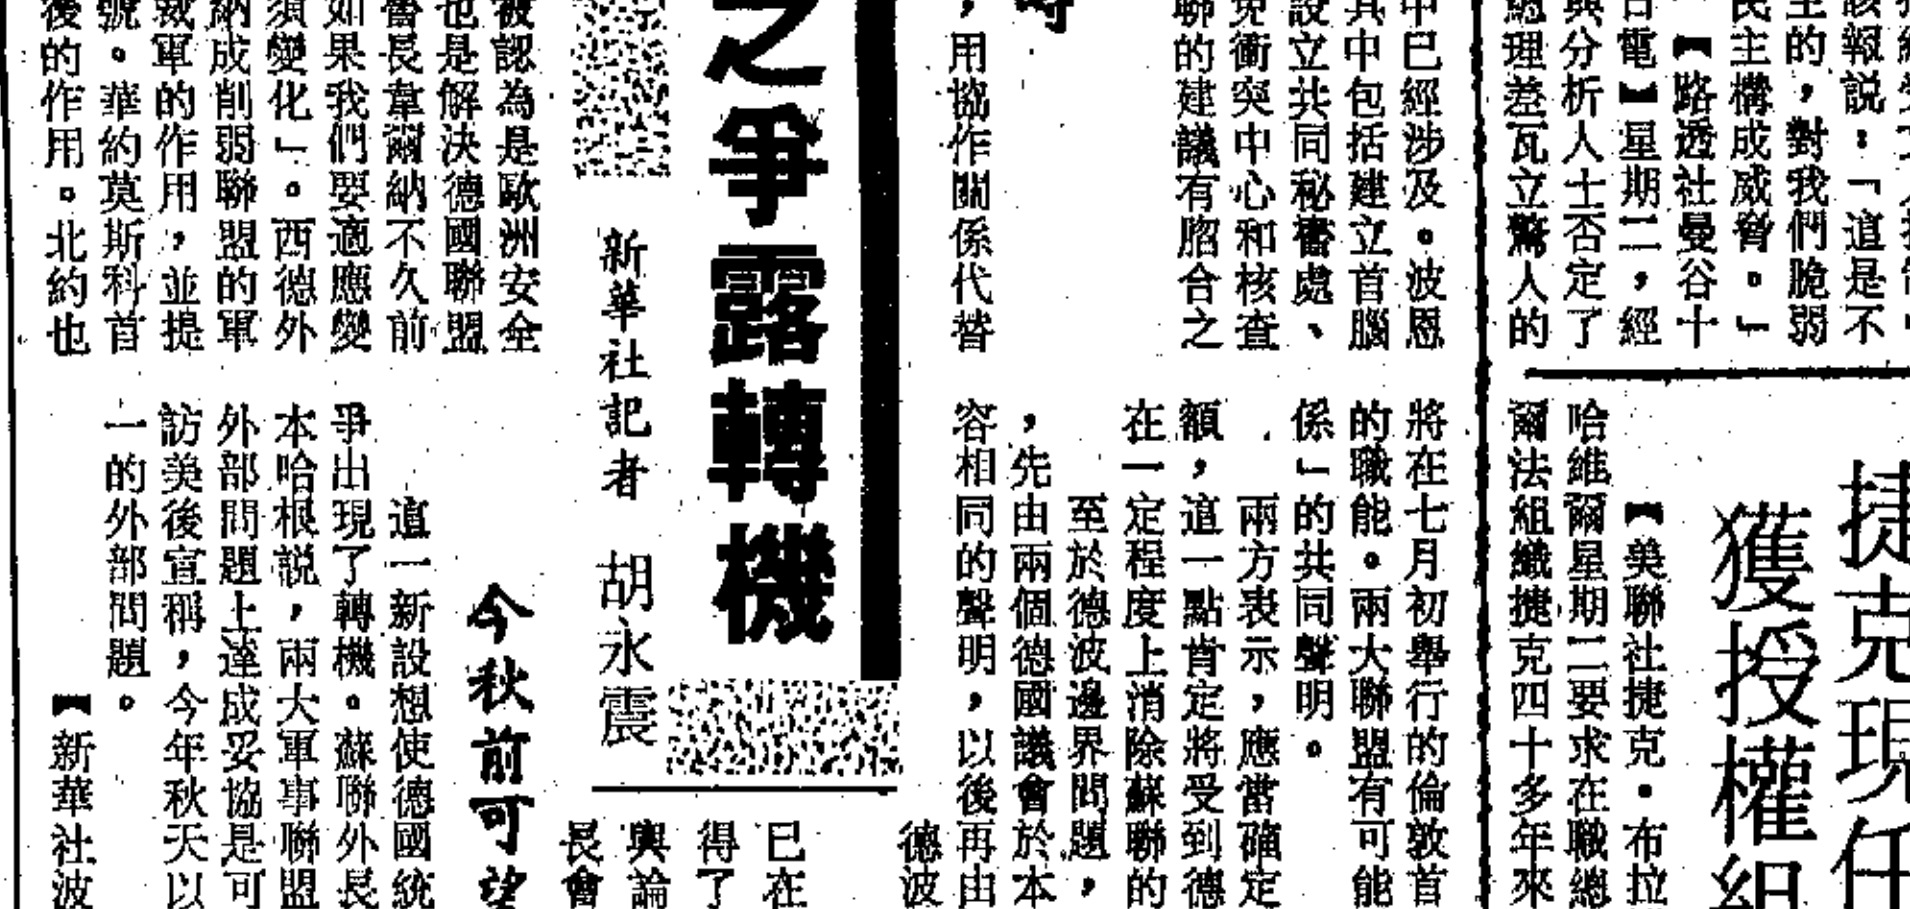 該報説：「這是不
主的，對我們脆弱
民主構成威脅。」
【路透社曼谷十
日電】星期二，經
與分析人士否定了
總理差瓦立驚人的
捷克現任
獲授權組
【美聯社捷克·布拉
哈維爾星期二要求在職總
爾法組織捷克四十多年來
中已經涉及。波恩
其中包括建立首腦
設立共同秘書處、
免衝突中心和核查
聯的建議有脗合之
，用協作關係代替
將在七月初舉行的倫敦首
的職能。兩大聯盟有可能
係」的共同聲明。
兩方表示，應當確定
額，這一點肯定將受到德
在一定程度上消除蘇聯的
至於德波邊界問題，
，先由兩個德國議會於本
容相同的聲明，以後再由
德波
之爭露轉機
新華社記者 胡永震
已在
得了
輿論
長會
被認為是歐洲安全
也是解決德國聯盟
魯長韋爾納不久前
如果我們要適應變
須變化」。西德外
納成削弱聯盟的軍
裁軍的作用，並提
號。華約莫斯科首
後的作用。北約也
今秋前可望
這一新設想使德國統
爭出現了轉機。蘇聯外長
本哈根説，兩大軍事聯盟
外部問題上達成妥協是可
訪美後宣稱，今年秋天以
一的外部問題。
【新華社波